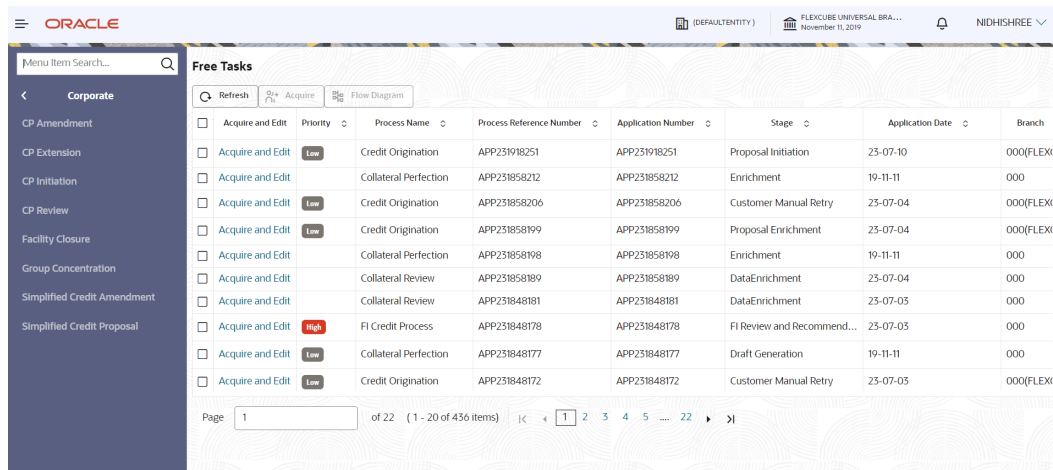 ORACLE
(DEFAULTENTITY )
FLEXCUBE UNIVERSAL BRA...
November 11, 2019
NIDHISHREE
Menu Item Search...
Corporate
CP Amendment
CP Extension
CP Initiation
CP Review
Facility Closure
Group Concentration
Simplified Credit Amendment
Simplified Credit Proposal
Free Tasks
Refresh Acquire Flow Diagram
Acquire and Edit Priority Process Name Process Reference Number Application Number Stage Application Date Branch
Acquire and Edit Low Credit Origination APP231918251 APP231918251 Proposal Initiation 23-07-10 000(FLEX
Acquire and Edit Collateral Perfection APP231858212 APP231858212 Enrichment 19-11-11 000
Acquire and Edit Low Credit Origination APP231858206 APP231858206 Customer Manual Retry 23-07-04 000(FLEX
Acquire and Edit Low Credit Origination APP231858199 APP231858199 Proposal Enrichment 23-07-04 000(FLEX
Acquire and Edit Collateral Perfection APP231858198 APP231858198 Enrichment 19-11-11 000
Acquire and Edit Collateral Review APP231858189 APP231858189 DataEnrichment 23-07-04 000
Acquire and Edit Collateral Review APP231848181 APP231848181 DataEnrichment 23-07-03 000
Acquire and Edit High FI Credit Process APP231848178 APP231848178 FI Review and Recommend... 23-07-03 000
Acquire and Edit Low Collateral Perfection APP231848177 APP231848177 Draft Generation 19-11-11 000
Acquire and Edit Low Credit Origination APP231848172 APP231848172 Customer Manual Retry 23-07-03 000(FLEX
Page 1 of 22 ( 1 - 20 of 436 items) 1 2 3 4 5 .... 22